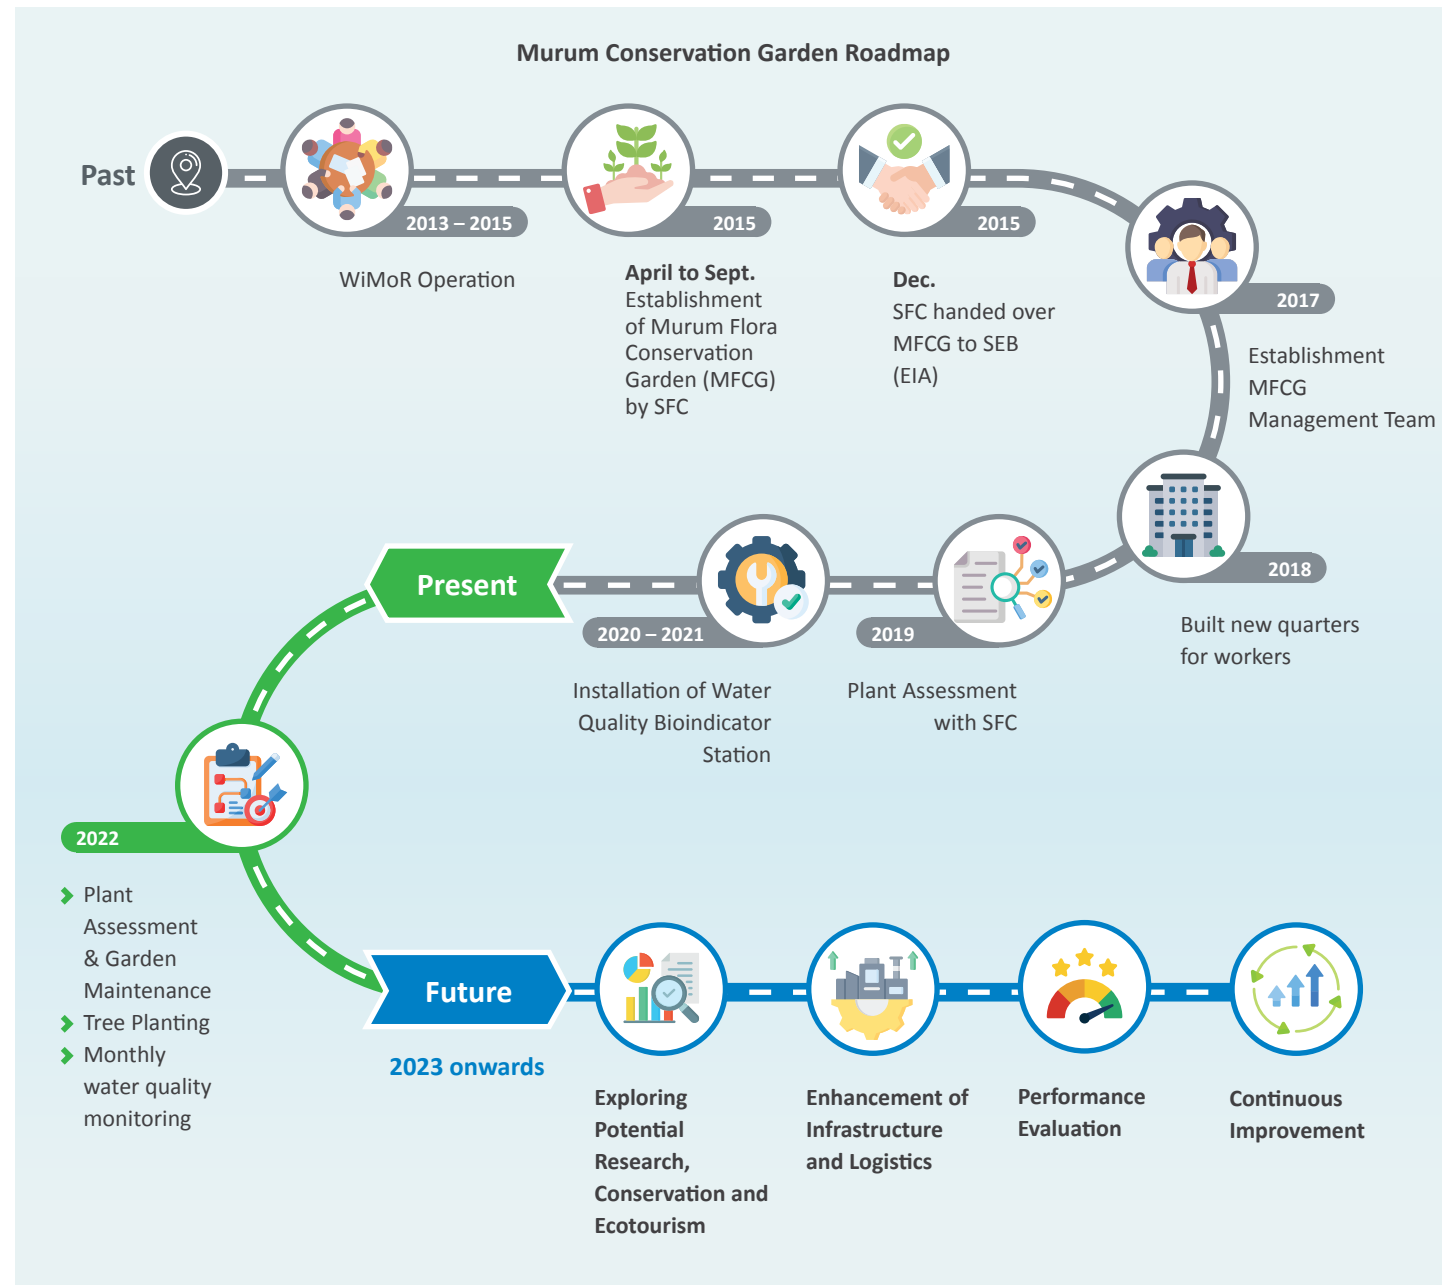 Murum Conservation Garden Roadmap
Past
2013 – 2015
WiMoR Operation
2015
April to Sept.
Establishment
of Murum Flora
Conservation
Garden (MFCG)
by SFC
2015
Dec.
SFC handed over
MFCG to SEB
(EIA)
2017
Establishment
MFCG
Management Team
2018
Built new quarters
for workers
2019
Plant Assessment
with SFC
2020 – 2021
Installation of Water
Quality Bioindicator
Station
Present
2022
Plant
Assessment
& Garden
Maintenance
Tree Planting
Monthly
water quality
monitoring
Future
2023 onwards
Exploring
Potential
Research,
Conservation and
Ecotourism
Enhancement of
Infrastructure
and Logistics
Performance
Evaluation
Continuous
Improvement